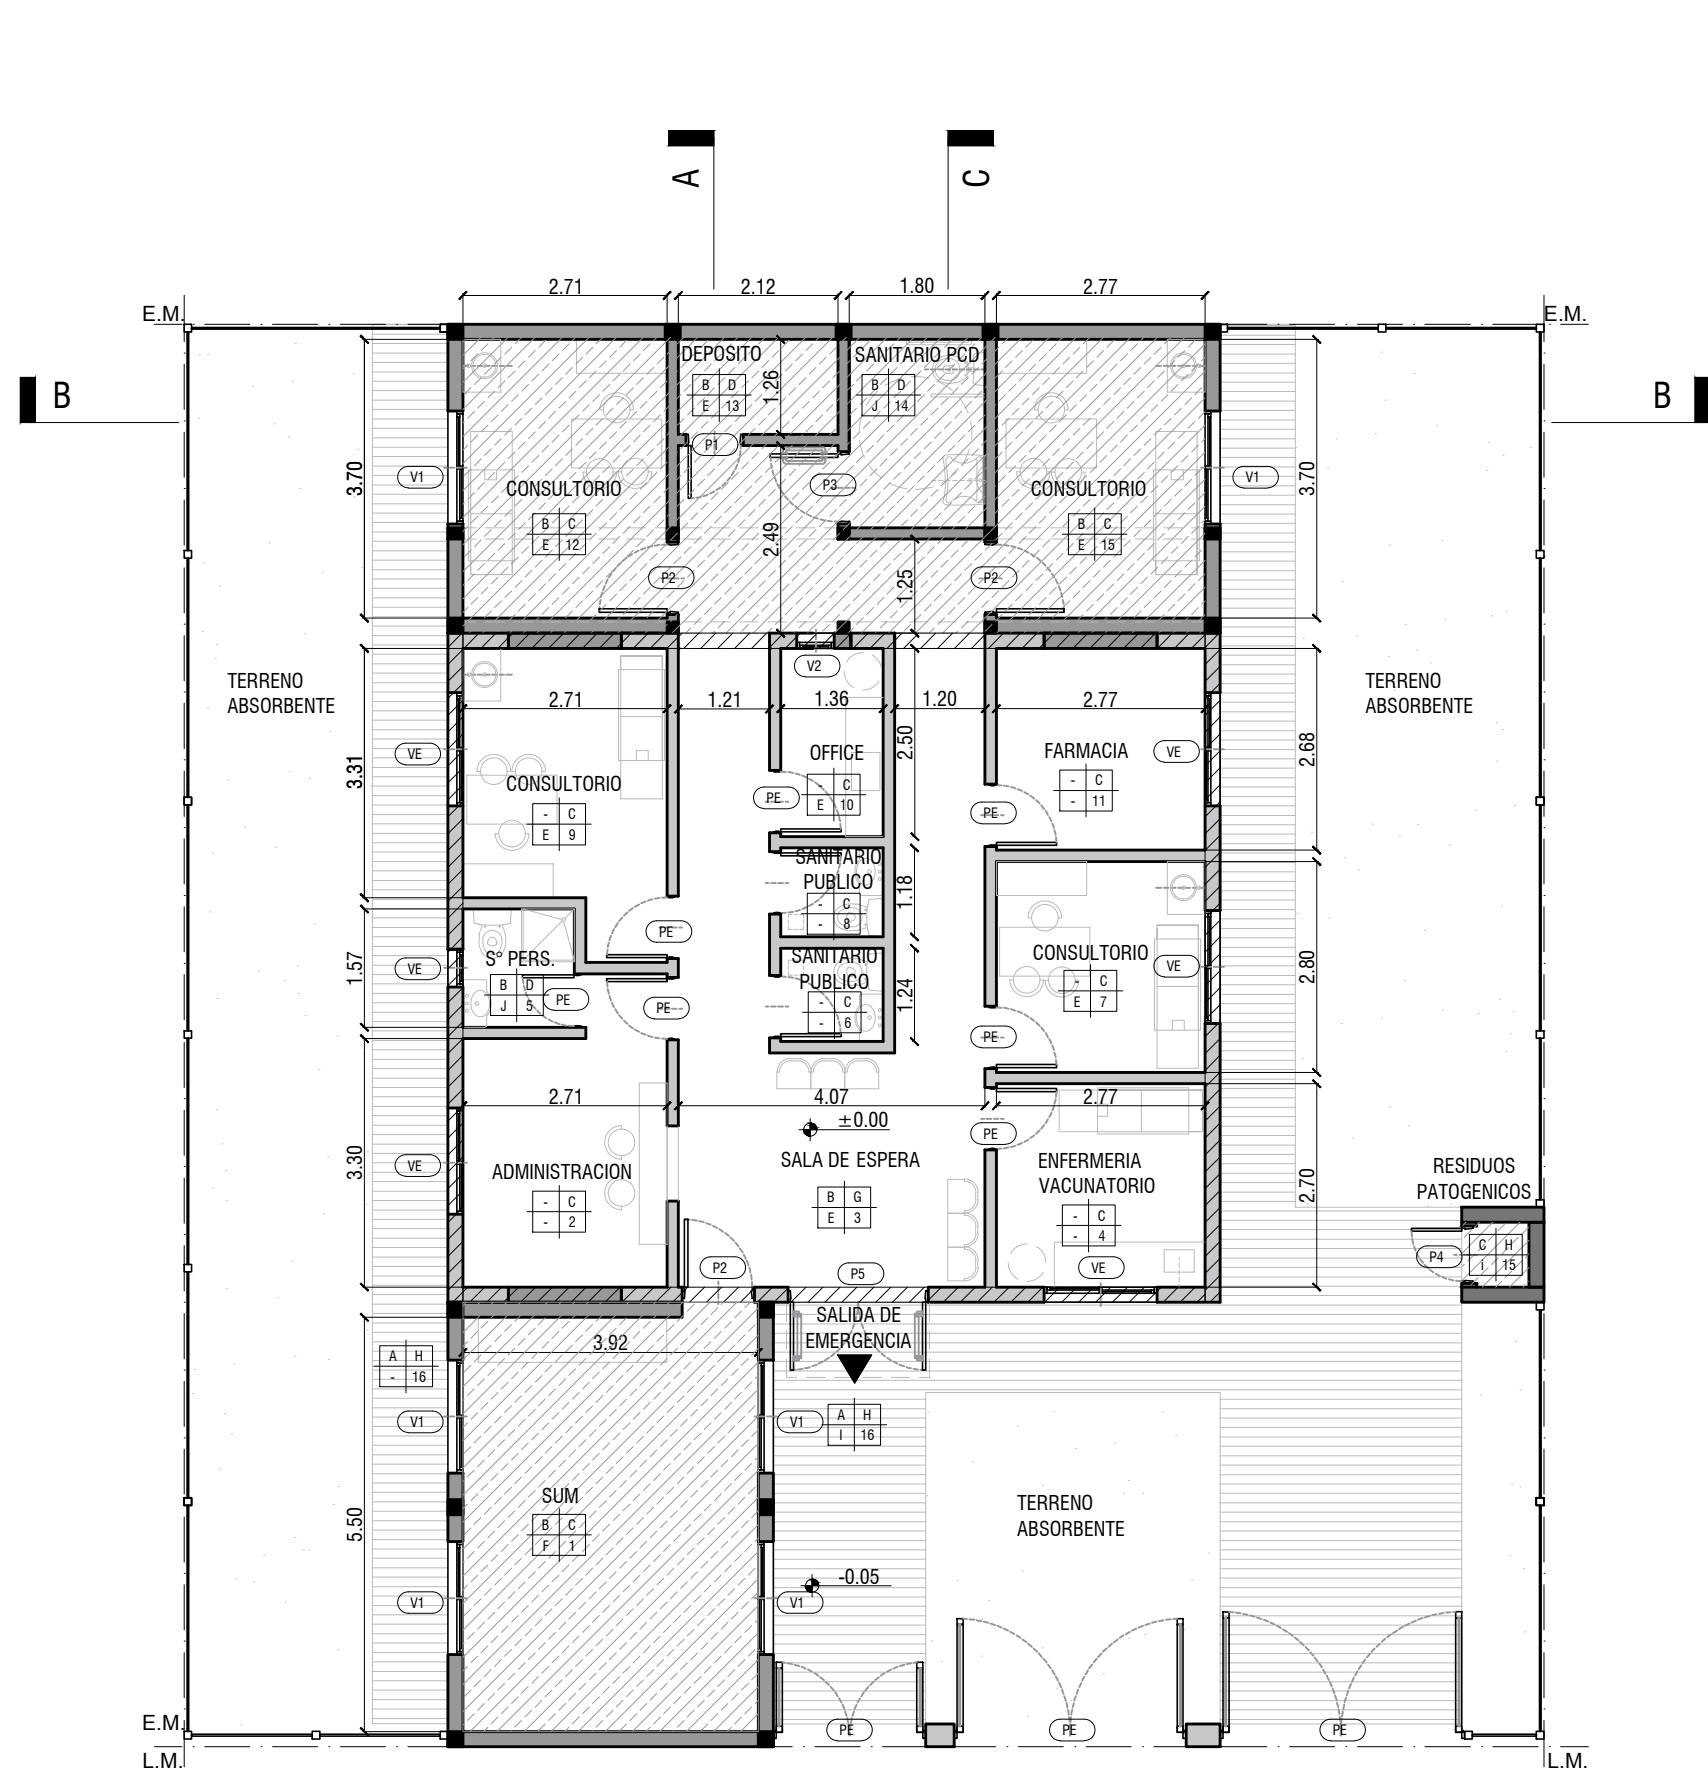 A
C
2.71
2.12
1.80
2.77
E.M.
E.M.
DEPOSITO
SANITARIO PCD
B D
E 13
1.26
B D
J 14
B
B
P1
V1
3.70
P3
V1
3.70
CONSULTORIO
CONSULTORIO
B C
E 12
B C
E 15
2.49
P2
P2
1.25
V2
TERRENO
ABSORBENTE
TERRENO
ABSORBENTE
2.71
1.21
1.36
1.20
2.77
2.50
VE
OFFICE
FARMACIA
VE
2.68
3.31
CONSULTORIO
- C
E 10
- C
- 11
PE
PE
- C
E 9
SANITARIO
PUBLICO
1.18
- C
- 8
PE
CONSULTORIO
SANITARIO
PUBLICO
S° PERS.
VE
VE
1.57
2.80
B D
J 5
PE
PE
- C
- 6
1.24
- C
E 7
PE
2.71
4.07
2.77
±0.00
PE
VE
3.30
ADMINISTRACION
SALA DE ESPERA
ENFERMERIA
VACUNATORIO
2.70
RESIDUOS
PATOGENICOS
- C
- 2
B G
E 3
- C
- 4
P2
P5
VE
P4
C H
i 15
SALIDA DE
EMERGENCIA
3.92
A H
- 16
V1
V1
A H
I 16
SUM
B C
F 1
5.50
TERRENO
ABSORBENTE
-0.05
V1
V1
E.M.
PE
PE
PE
L.M.
L.M.